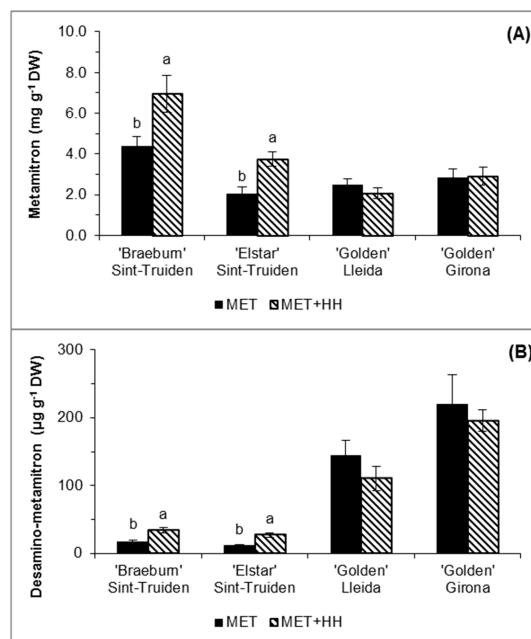 (A)
Metamitron (mg g⁻¹ DW)
10.0
8.0
6.0
4.0
2.0
0.0
b
a
b
a
'Braeburn'
Sint-Truiden
'Elstar'
Sint-Truiden
'Golden'
Lleida
'Golden'
Girona
MET MET+HH
(B)
Desamino-metamitron (µg g⁻¹ DW)
300
200
100
0
b
a
b
a
'Braeburn'
Sint-Truiden
'Elstar'
Sint-Truiden
'Golden'
Lleida
'Golden'
Girona
MET MET+HH